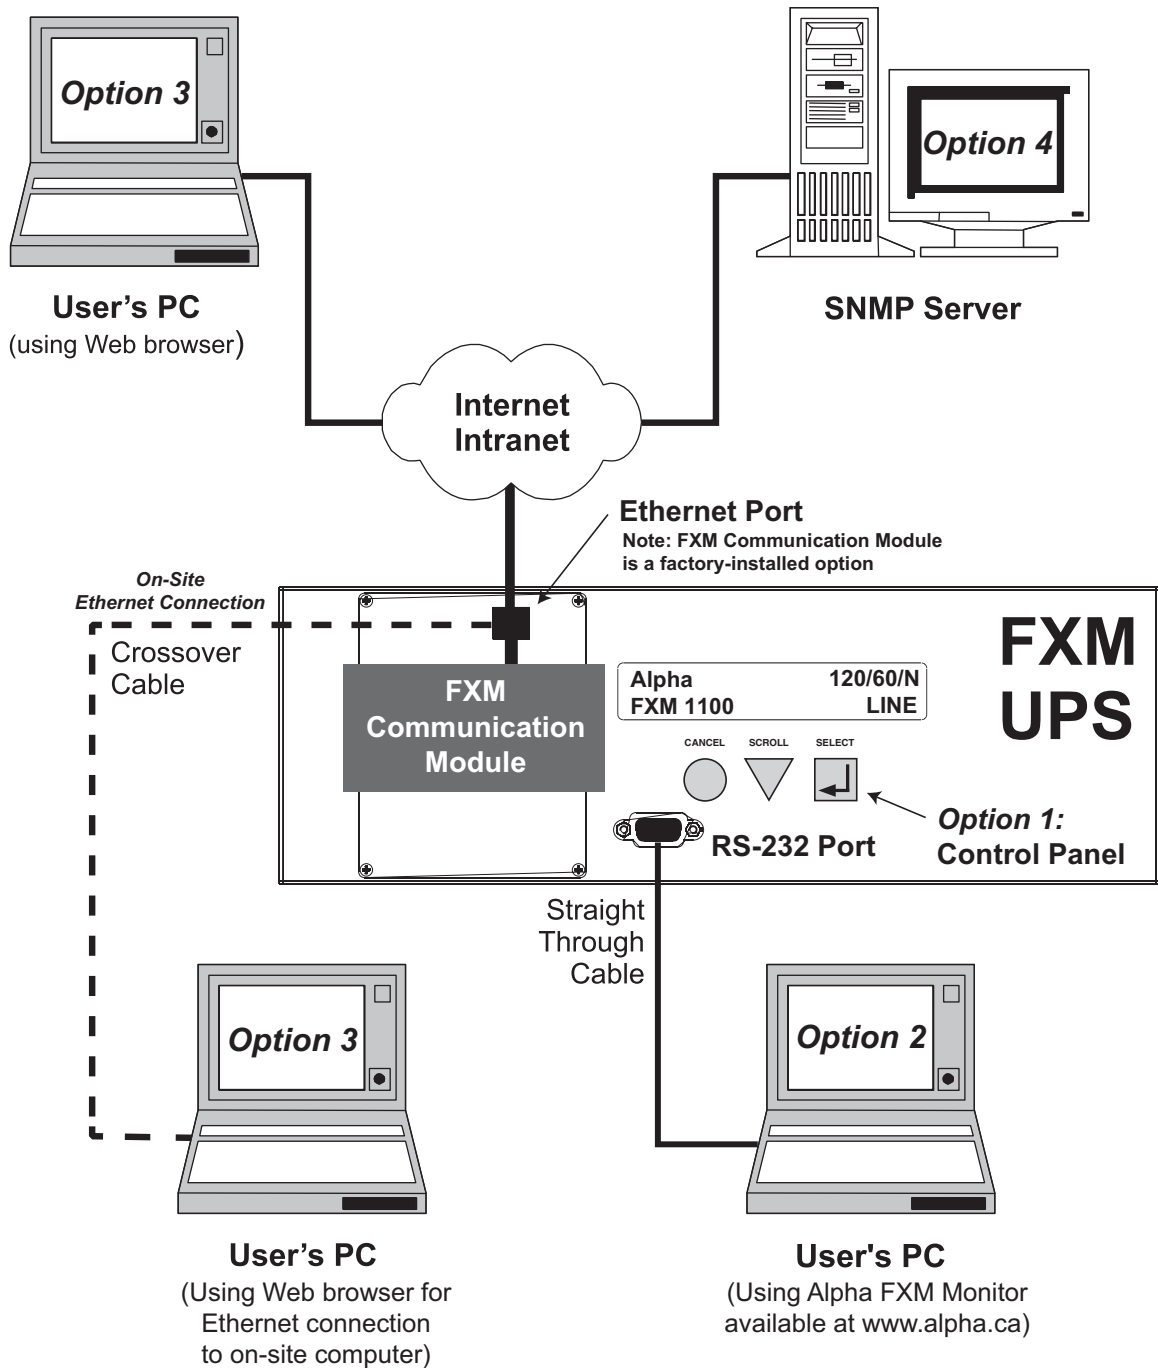 Option 3
Option 4
User’s PC
(using Web browser)
SNMP Server
Internet
Intranet
Ethernet Port
Note: FXM Communication Module
is a factory-installed option
On-Site
Ethernet Connection
Crossover
Cable
FXM
Communication
Module
Alpha 120/60/N
FXM 1100 LINE
FXM
UPS
CANCEL SCROLL SELECT
Option 1:
Control Panel
RS-232 Port
Straight
Through
Cable
Option 3
Option 2
User’s PC
(Using Web browser for
Ethernet connection
to on-site computer)
User's PC
(Using Alpha FXM Monitor
available at www.alpha.ca)